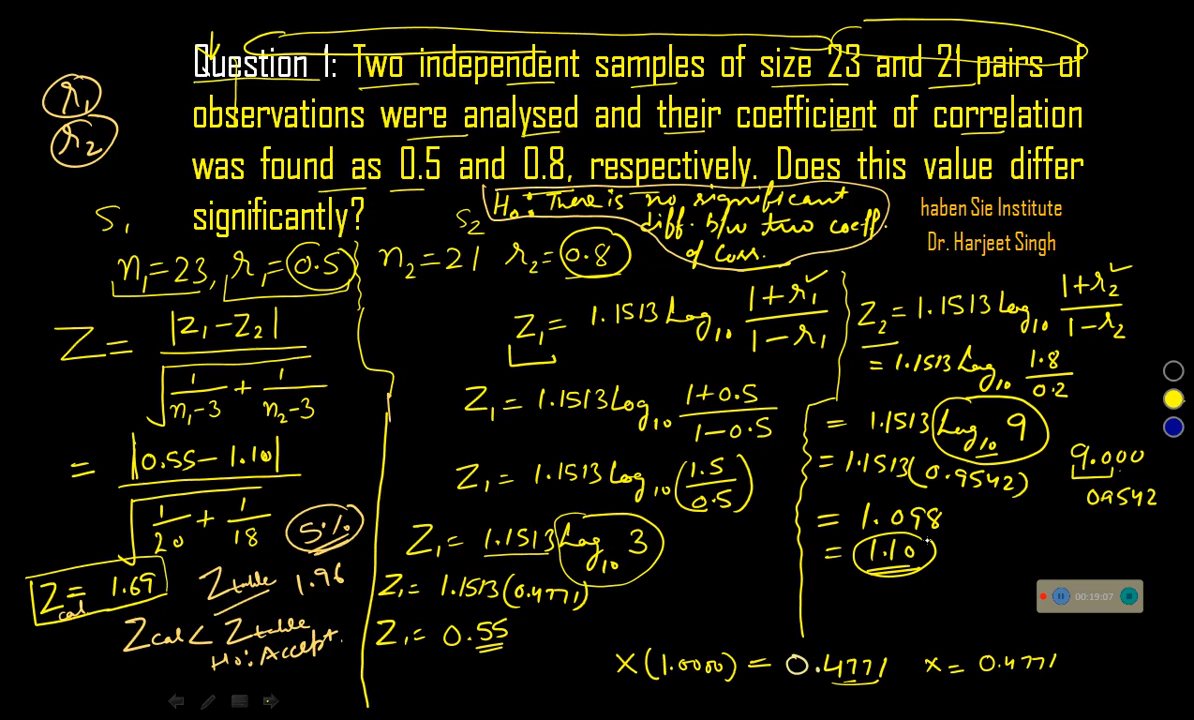 Question 1: Two independent samples of size 23 and 21 pairs of
observations were analysed and their coefficient of correlation
was found as 0.5 and 0.8, respectively. Does this value differ
significantly?
r₁
r₂
H₀: There is no significant
diff. b/w two coeff.
of Corr.
haben Sie Institute
Dr. Harjeet Singh
S₁
n₁=23, r₁=0.5
S₂
n₂=21 r₂=0.8
Z = |Z₁-Z₂| / √(1/(n₁-3) + 1/(n₂-3))
= |0.55-1.10| / √(1/20 + 1/18)
5%
Zcal = 1.69
Ztable 1.96
Zcal < Ztable
H₀: Accept.
Z₁ = 1.1513 Log₁₀ (1+r₁)/(1-r₁)
Z₁ = 1.1513 Log₁₀ (1+0.5)/(1-0.5)
Z₁ = 1.1513 Log₁₀ (1.5/0.5)
Z₁ = 1.1513 Log₁₀ 3
Z₁ = 1.1513(0.4771)
Z₁ = 0.55
Z₂ = 1.1513 Log₁₀ (1+r₂)/(1-r₂)
= 1.1513 Log₁₀ 1.8/0.2
= 1.1513 Log₁₀ 9
= 1.1513(0.9542)
= 1.098
= 1.10
9.000
09542
00:19:07
X(1.0000) = 0.4771 X = 0.4771